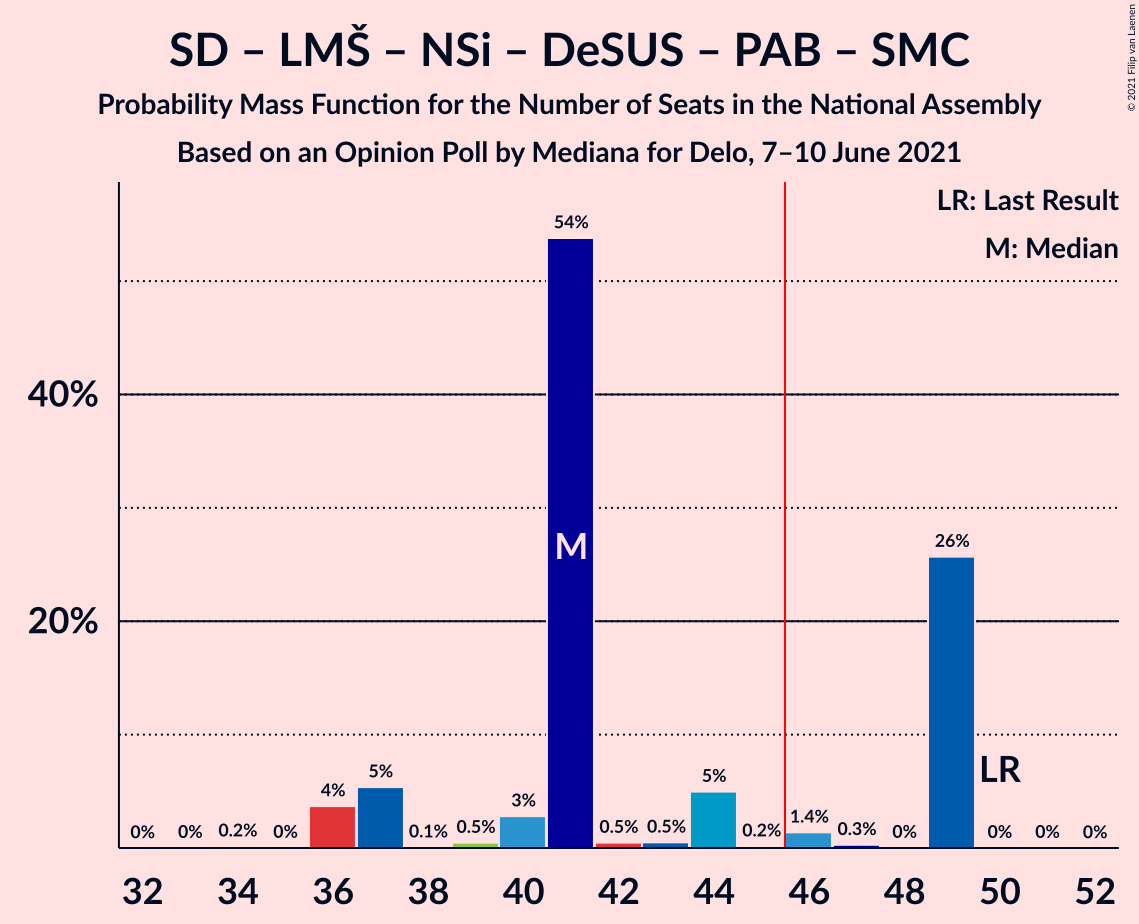 SD – LMŠ – NSi – DeSUS – PAB – SMC
Probability Mass Function for the Number of Seats in the National Assembly
Based on an Opinion Poll by Mediana for Delo, 7–10 June 2021
© 2021 Filip van Laenen
LR: Last Result
M: Median
54%
40%
M
26%
20%
LR
0% 0% 0.2% 0% 4% 5% 0.1% 0.5% 3% 0.5% 0.5% 5% 0.2% 1.4% 0.3% 0% 0% 0% 0%
32 34 36 38 40 42 44 46 48 50 52